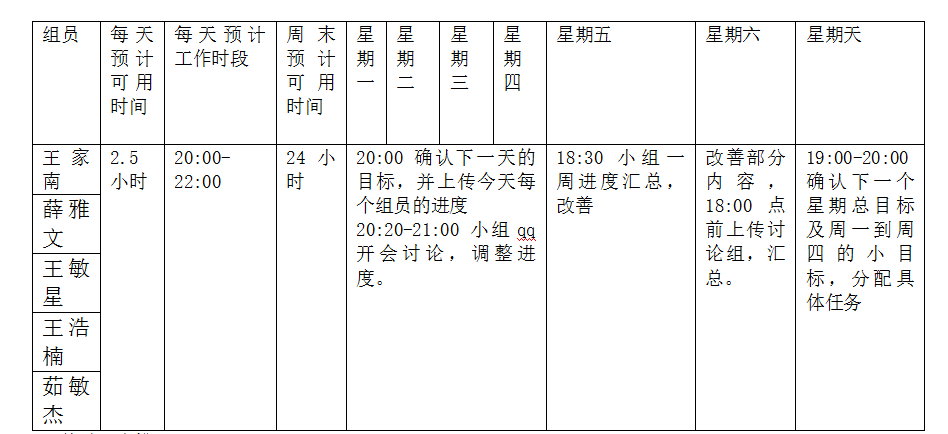 组员
每天
预计
可用
时间
每天预计
工作时段
周末
预计
可用
时间
星
期
一
星
期
二
星
期
三
星
期
四
星期五
星期六
星期天
王家
南
薛雅
文
王敏
星
王浩
楠
茹敏
杰
2.5
小时
20:00-
22:00
24 小
时
20:00 确认下一天的
目标，并上传今天每
个组员的进度
20:20-21:00 小组 qq
开会讨论，调整进
度。
18:30 小组一
周进度汇总，
改善
改善部分
内容，
18:00 点
前上传讨
论组，汇
总。
19:00-20:00
确认下一个
星期总目标
及周一到周
四的小目
标，分配具
体任务